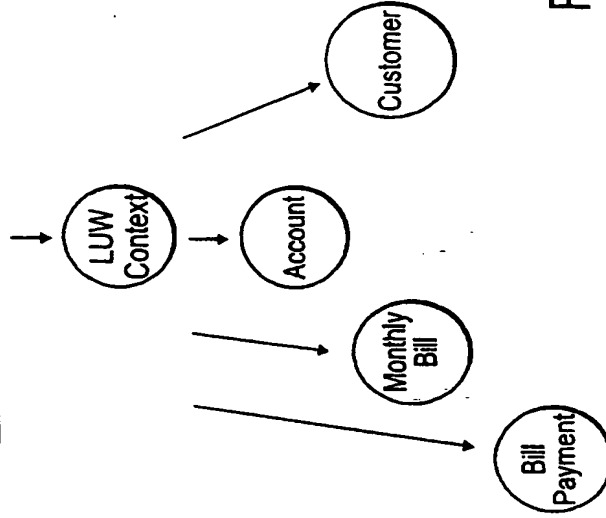 LUW
Context
Customer
Account
Monthly
Bill
Bill
Payment